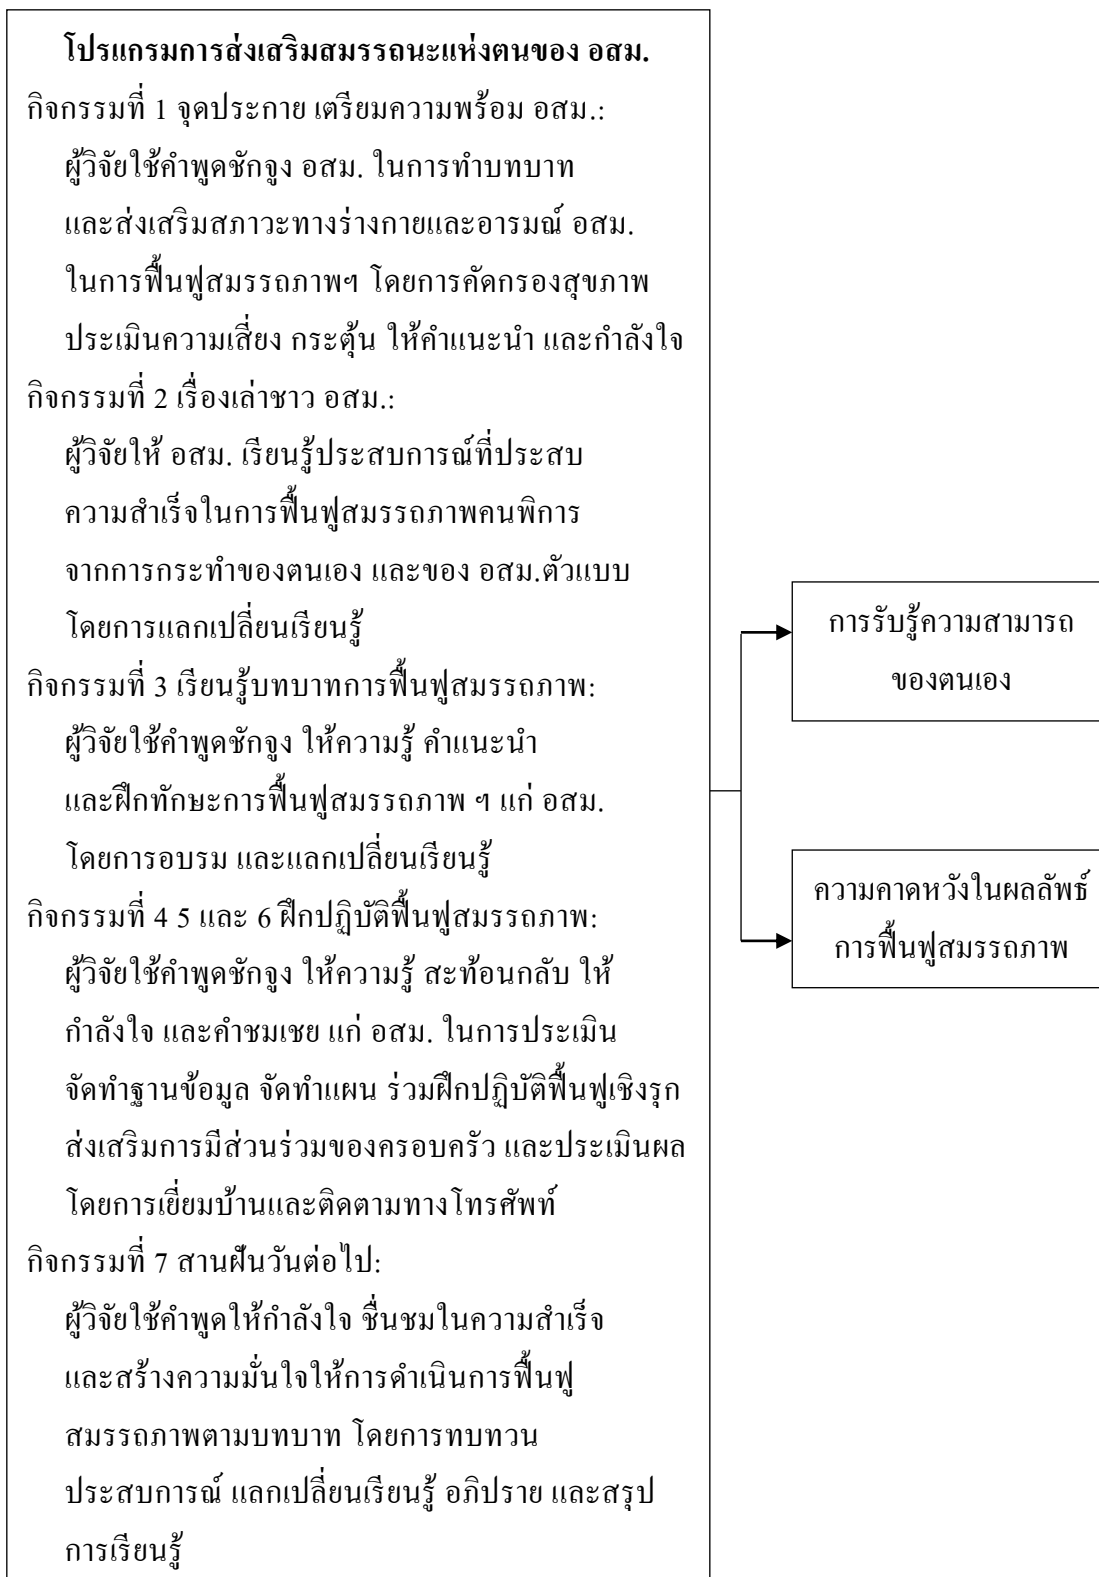 โปรแกรมการส่งเสริมสมรรถนะแห่งตนของ อสม.
กิจกรรมที่ 1 จุดประกาย เตรียมความพร้อม อสม.:
ผู้วิจัยใช้คำพูดชักจูง อสม. ในการทำบทบาท
และส่งเสริมสภาวะทางร่างกายและอารมณ์ อสม.
ในการฟื้นฟูสมรรถภาพฯ โดยการคัดกรองสุขภาพ
ประเมินความเสี่ยง กระตุ้น ให้คำแนะนำ และกำลังใจ
กิจกรรมที่ 2 เรื่องเล่าชาว อสม.:
ผู้วิจัยให้ อสม. เรียนรู้ประสบการณ์ที่ประสบ
ความสำเร็จในการฟื้นฟูสมรรถภาพคนพิการ
จากการกระทำของตนเอง และของ อสม.ตัวแบบ
โดยการแลกเปลี่ยนเรียนรู้
กิจกรรมที่ 3 เรียนรู้บทบาทการฟื้นฟูสมรรถภาพ:
ผู้วิจัยใช้คำพูดชักจูง ให้ความรู้ คำแนะนำ
และฝึกทักษะการฟื้นฟูสมรรถภาพ ฯ แก่ อสม.
โดยการอบรม และแลกเปลี่ยนเรียนรู้
กิจกรรมที่ 4 5 และ 6 ฝึกปฏิบัติฟื้นฟูสมรรถภาพ:
ผู้วิจัยใช้คำพูดชักจูง ให้ความรู้ สะท้อนกลับ ให้
กำลังใจ และคำชมเชย แก่ อสม. ในการประเมิน
จัดทำฐานข้อมูล จัดทำแผน ร่วมฝึกปฏิบัติฟื้นฟูเชิงรุก
ส่งเสริมการมีส่วนร่วมของครอบครัว และประเมินผล
โดยการเยี่ยมบ้านและติดตามทางโทรศัพท์
กิจกรรมที่ 7 สานฝันวันต่อไป:
ผู้วิจัยใช้คำพูดให้กำลังใจ ชื่นชมในความสำเร็จ
และสร้างความมั่นใจให้การดำเนินการฟื้นฟู
สมรรถภาพตามบทบาท โดยการทบทวน
ประสบการณ์ แลกเปลี่ยนเรียนรู้ อภิปราย และสรุป
การเรียนรู้
การรับรู้ความสามารถ
ของตนเอง
ความคาดหวังในผลลัพธ์
การฟื้นฟูสมรรถภาพ